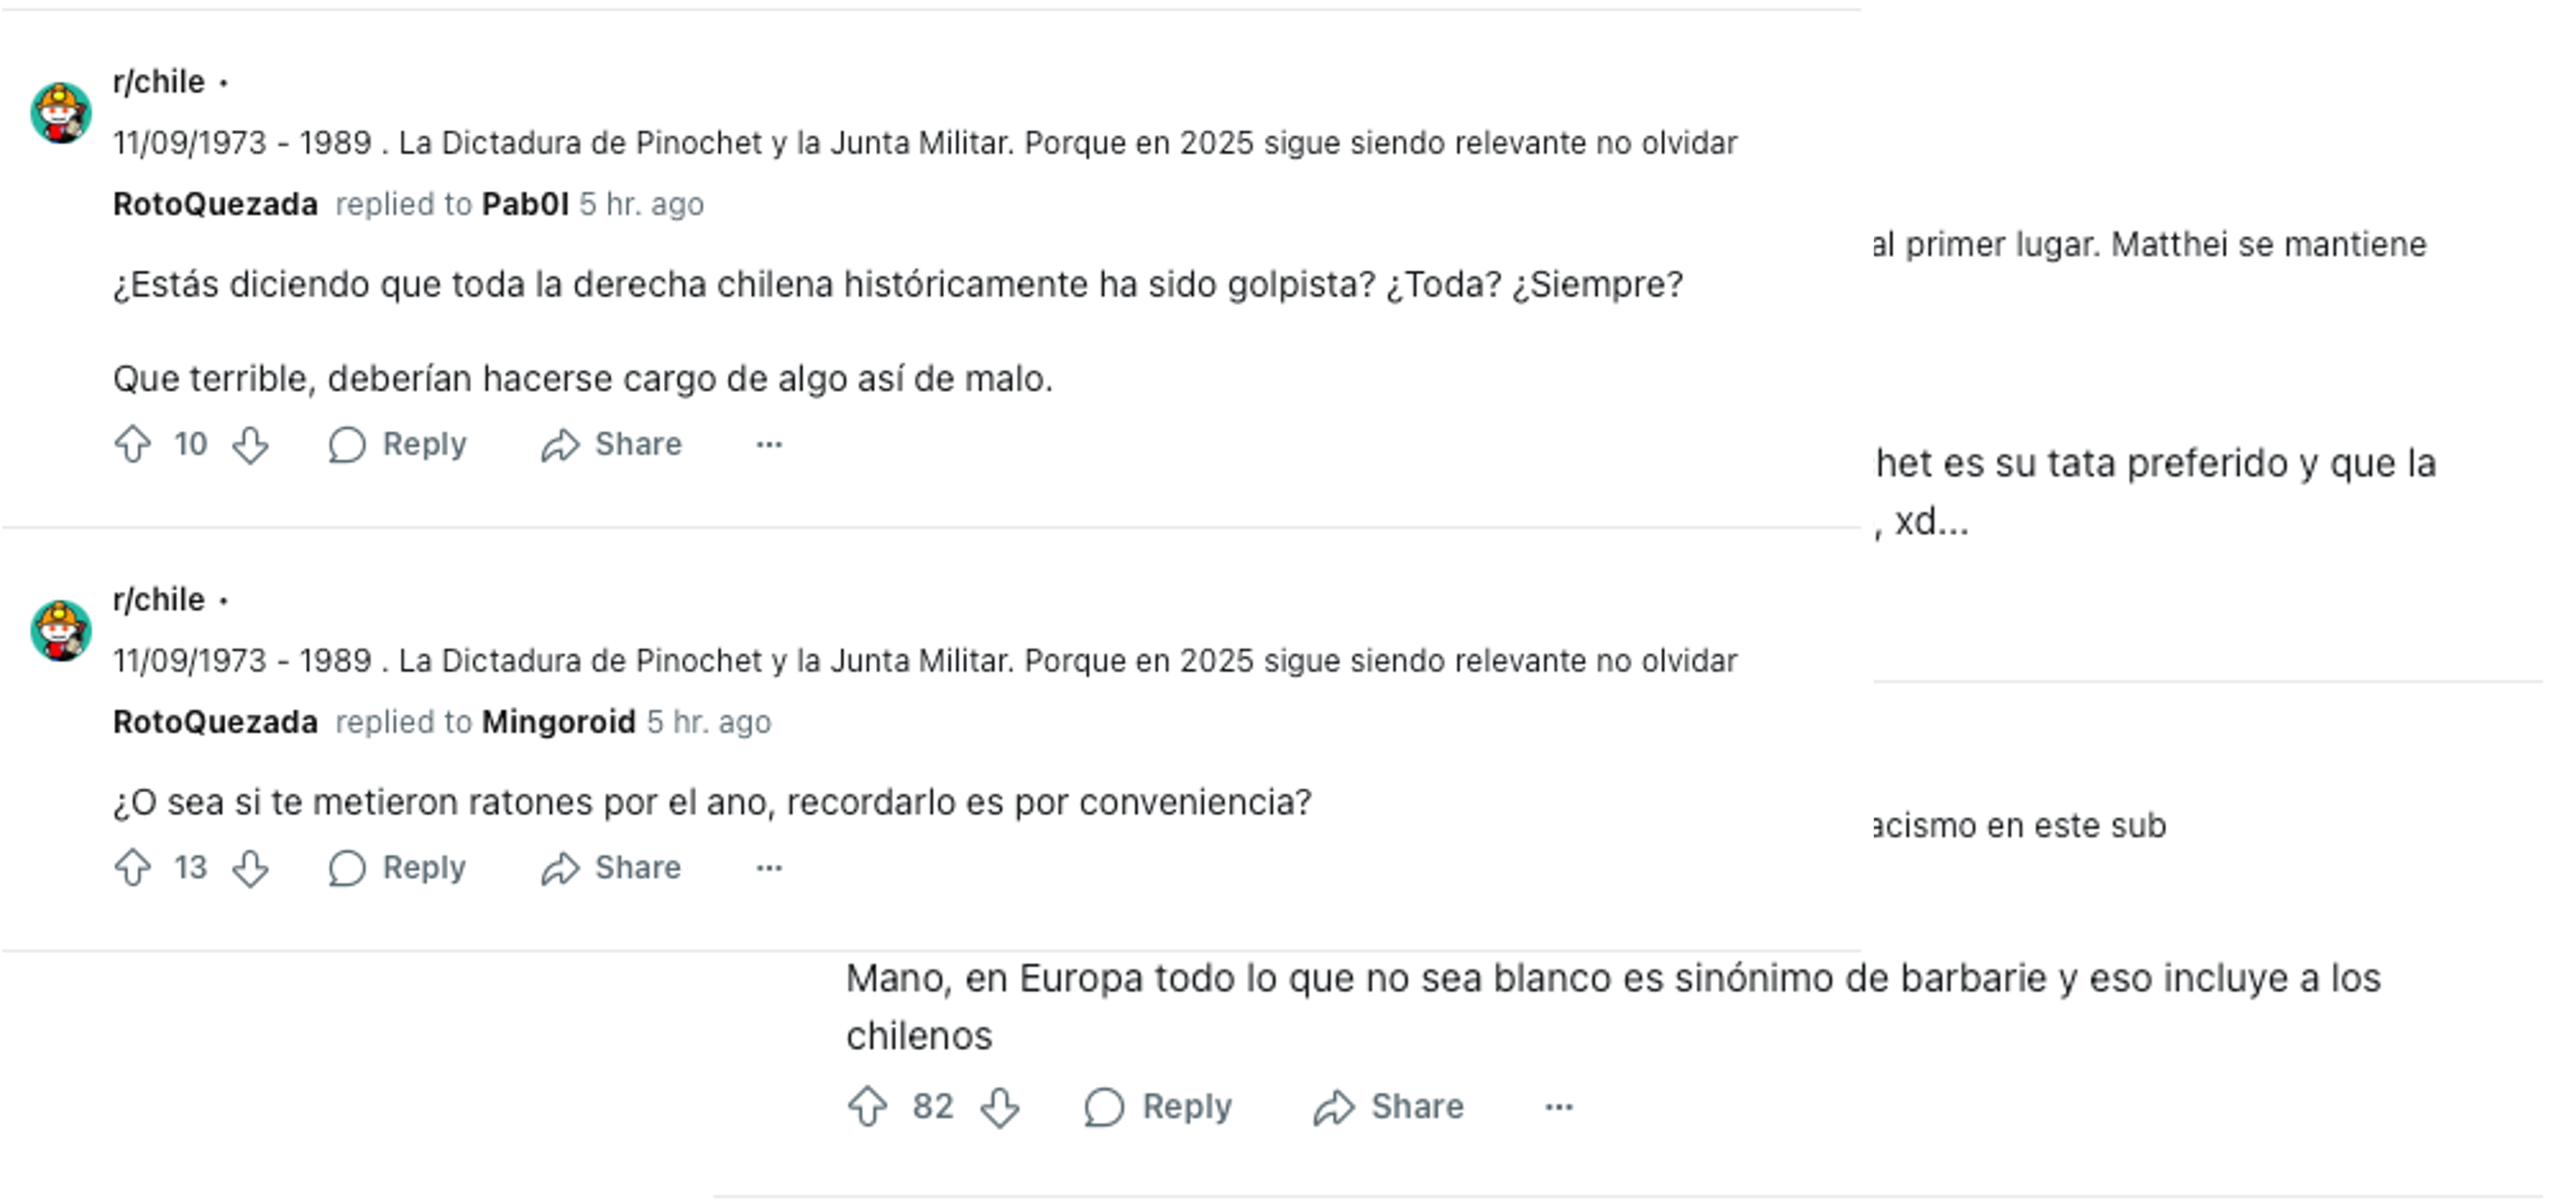 r/chile •
11/09/1973 - 1989 . La Dictadura de Pinochet y la Junta Militar. Porque en 2025 sigue siendo relevante no olvidar
RotoQuezada replied to Pab0l 5 hr. ago
¿Estás diciendo que toda la derecha chilena históricamente ha sido golpista? ¿Toda? ¿Siempre?
Que terrible, deberían hacerse cargo de algo así de malo.
10 Reply Share ...
r/chile •
11/09/1973 - 1989 . La Dictadura de Pinochet y la Junta Militar. Porque en 2025 sigue siendo relevante no olvidar
RotoQuezada replied to Mingoroid 5 hr. ago
¿O sea si te metieron ratones por el ano, recordarlo es por conveniencia?
13 Reply Share ...
al primer lugar. Matthei se mantiene
het es su tata preferido y que la
, xd...
acismo en este sub
Mano, en Europa todo lo que no sea blanco es sinónimo de barbarie y eso incluye a los
chilenos
82 Reply Share ...